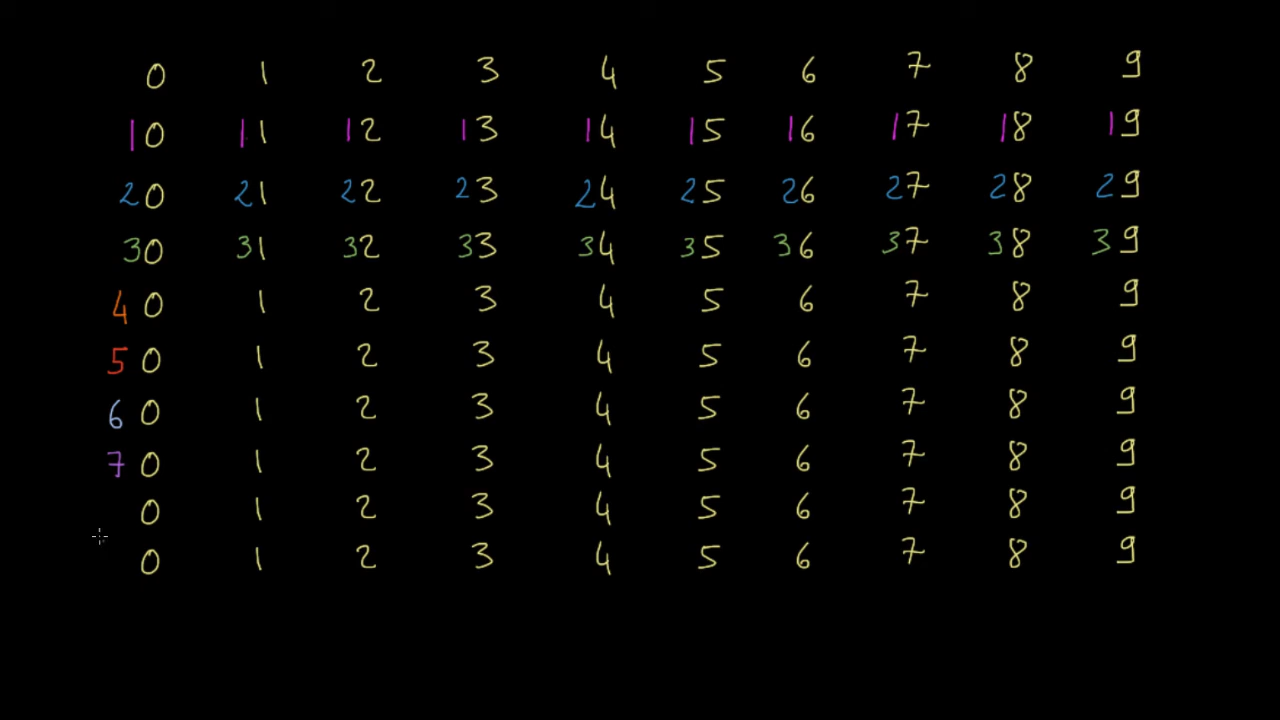 0 1 2 3 4 5 6 7 8 9
10 11 12 13 14 15 16 17 18 19
20 21 22 23 24 25 26 27 28 29
30 31 32 33 34 35 36 37 38 39
40 1 2 3 4 5 6 7 8 9
50 1 2 3 4 5 6 7 8 9
60 1 2 3 4 5 6 7 8 9
70 1 2 3 4 5 6 7 8 9
0 1 2 3 4 5 6 7 8 9
0 1 2 3 4 5 6 7 8 9